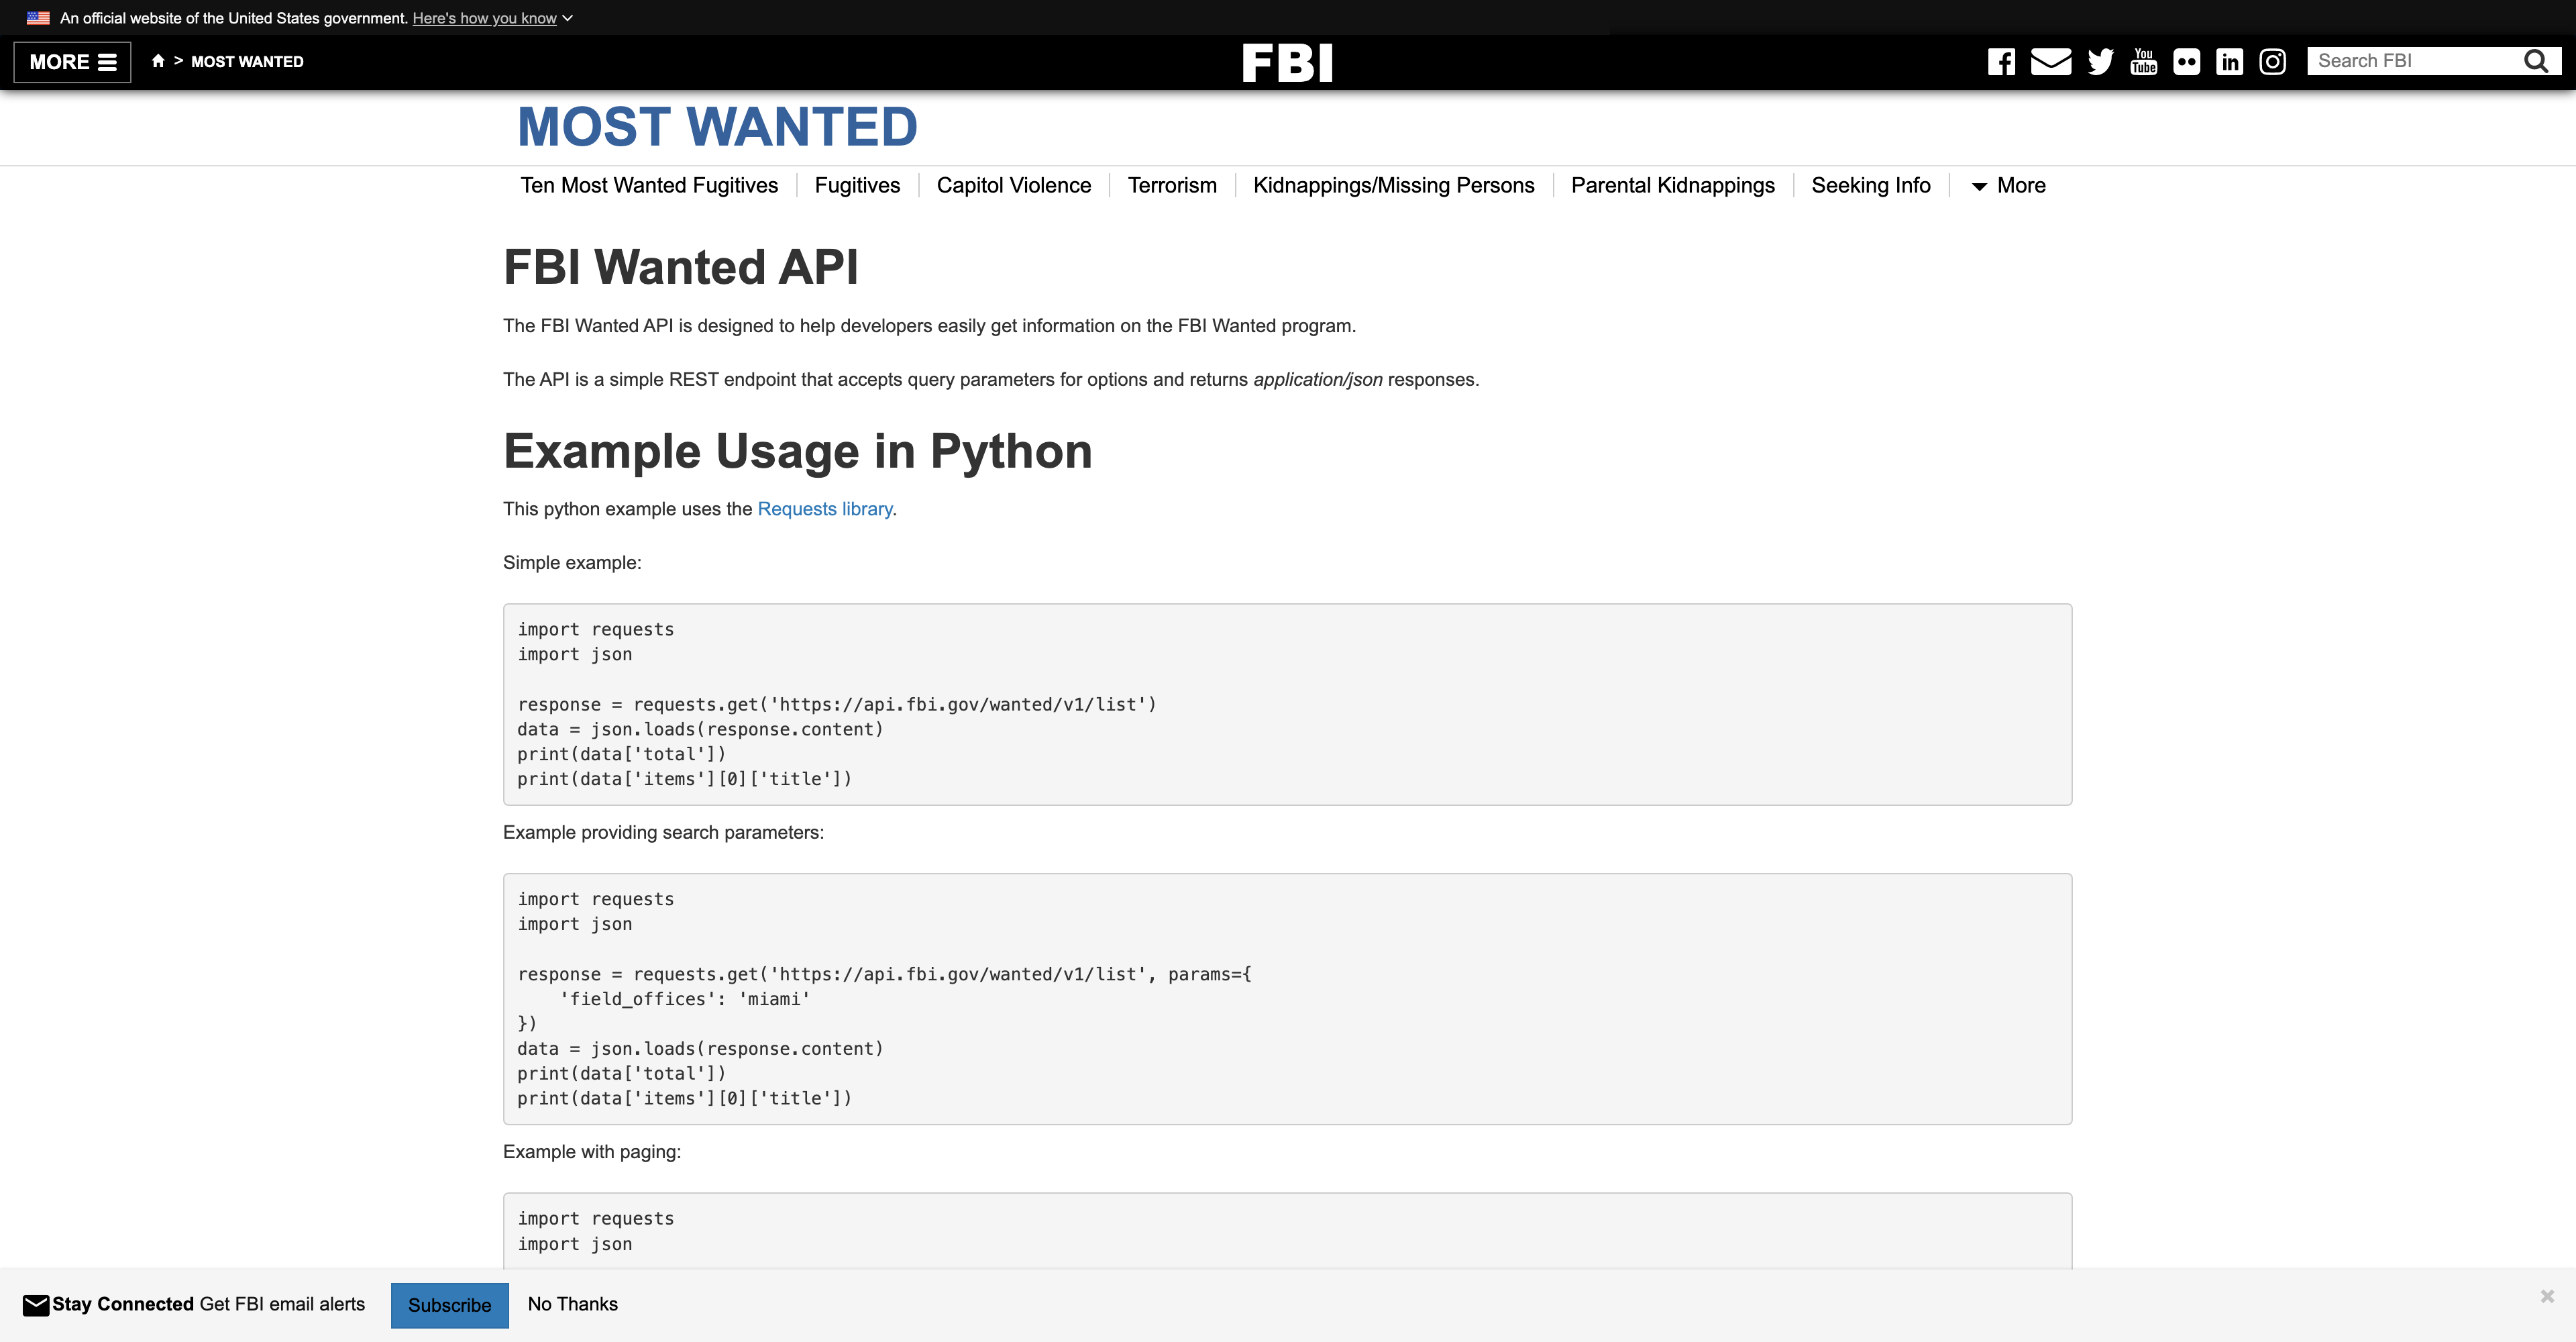 An official website of the United States government. Here's how you know
MORE
> MOST WANTED
FBI
You
Tube
in
Search FBI
MOST WANTED
Ten Most Wanted Fugitives
Fugitives
Capitol Violence
Terrorism
Kidnappings/Missing Persons
Parental Kidnappings
Seeking Info
More
FBI Wanted API
The FBI Wanted API is designed to help developers easily get information on the FBI Wanted program.
The API is a simple REST endpoint that accepts query parameters for options and returns application/json responses.
Example Usage in Python
This python example uses the Requests library.
Simple example:
import requests
import json
response = requests.get('https://api.fbi.gov/wanted/v1/list')
data = json.loads(response.content)
print(data['total'])
print(data['items'][0]['title'])
Example providing search parameters:
import requests
import json
response = requests.get('https://api.fbi.gov/wanted/v1/list', params={
    'field_offices': 'miami'
})
data = json.loads(response.content)
print(data['total'])
print(data['items'][0]['title'])
Example with paging:
import requests
import json
Stay Connected Get FBI email alerts
Subscribe
No Thanks